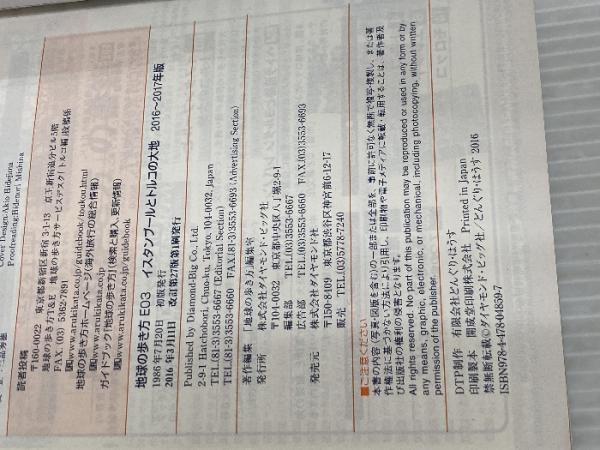 Cover Design:Akio Hidejima
Proofreading:Hidenori Mishina
読者投稿
〒160-0022 東京都新宿区新宿3-1-13 京王新宿追分ビル5階
地球の歩き方T&E 地球の歩き方サービスデスク「トルコ編」投稿係
FAX. (03) 5362-7891
www.arukikata.co.jp/guidebook/toukou.html
地球の歩き方ホームページ(海外旅行の総合情報)
www.arukikata.co.jp
ガイドブック『地球の歩き方』(検索と購入、更新情報)
www.arukikata.co.jp/guidebook
地球の歩き方 E03 イスタンブールとトルコの大地 2016～2017年版
1986年7月20日 初版発行
2016年3月11日 改訂第27版第1刷発行
Published by Diamond-Big Co., Ltd.
2-9-1 Hatchobori, Chuo-ku, Tokyo, 104-0032, Japan
TEL.(81-3)3553-6667 (Editorial Section)
TEL.(81-3)3553-6660 FAX.(81-3)3553-6693 (Advertising Section)
著作編集 「地球の歩き方」編集室
発行所 株式会社ダイヤモンド・ビッグ社
〒104-0032 東京都中央区八丁堀2-9-1
編集部 TEL.(03)3553-6667
広告部 TEL.(03)3553-6660 FAX.(03)3553-6693
発売元 株式会社ダイヤモンド社
〒150-8409 東京都渋谷区神宮前6-12-17
販売 TEL.(03)5778-7240
■ご注意ください
本書の内容(写真・図版を含む)の一部または全部を、事前に許可なく無断で複写・複製し、または著
作権法に基づかない方法により引用し、印刷物や電子メディアに転載・転用することは、著作者及
び出版社の権利の侵害となります。
All rights reserved. No part of this publication may be reproduced or used in any form or by
any means, graphic, electronic, or mechanical, including photocopying, without written
permission of the publisher.
DTP制作 有限会社どんぐり・はうす
印刷製本 開成堂印刷株式会社 Printed in Japan
禁無断転載©ダイヤモンド・ビッグ社/どんぐり・はうす 2016
ISBN978-4-478-04859-7